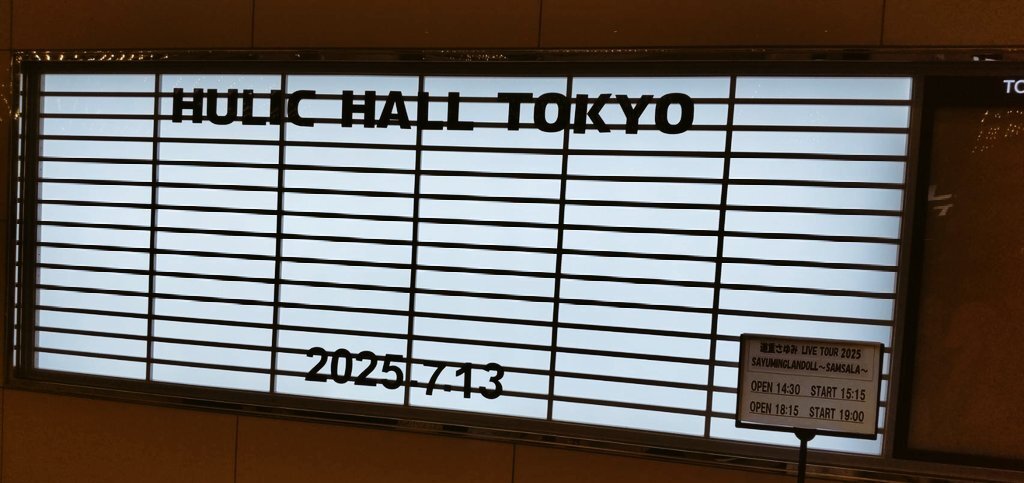 HULIC HALL TOKYO
2025.7.13
道重さゆみ LIVE TOUR 2025
SAYUMINGLANDOLL～SAMSALA～
OPEN 14:30 START 15:15
OPEN 18:15 START 19:00
TO